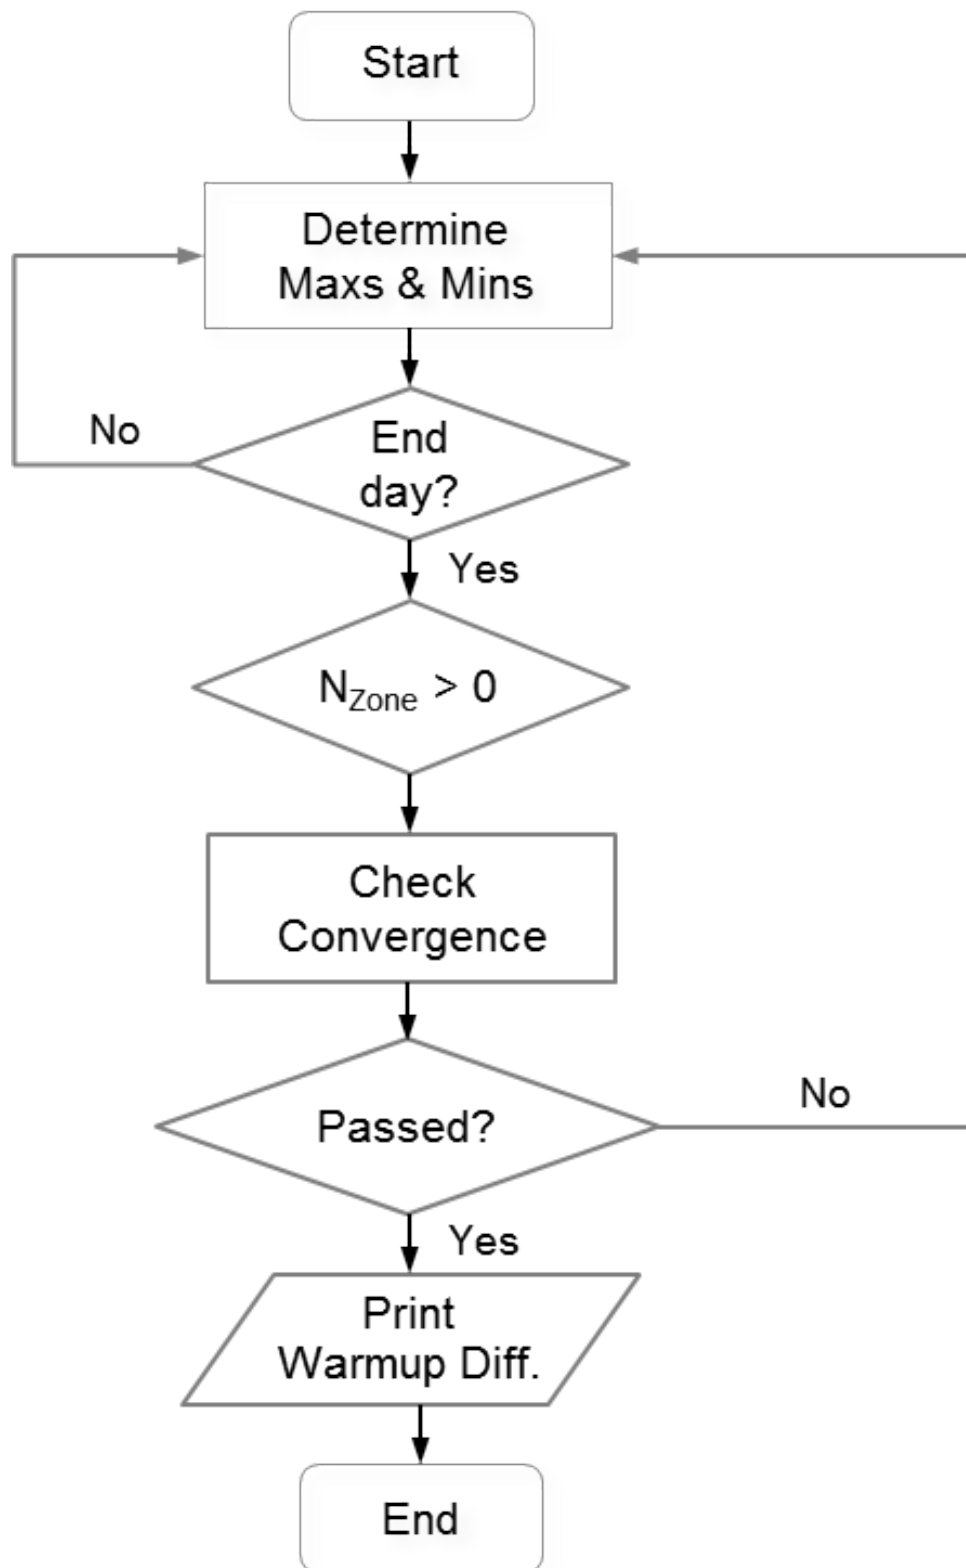 Start
Determine
Maxs & Mins
No
End
day?
Yes
NZone > 0
Check
Convergence
Passed?
No
Yes
Print
Warmup Diff.
End